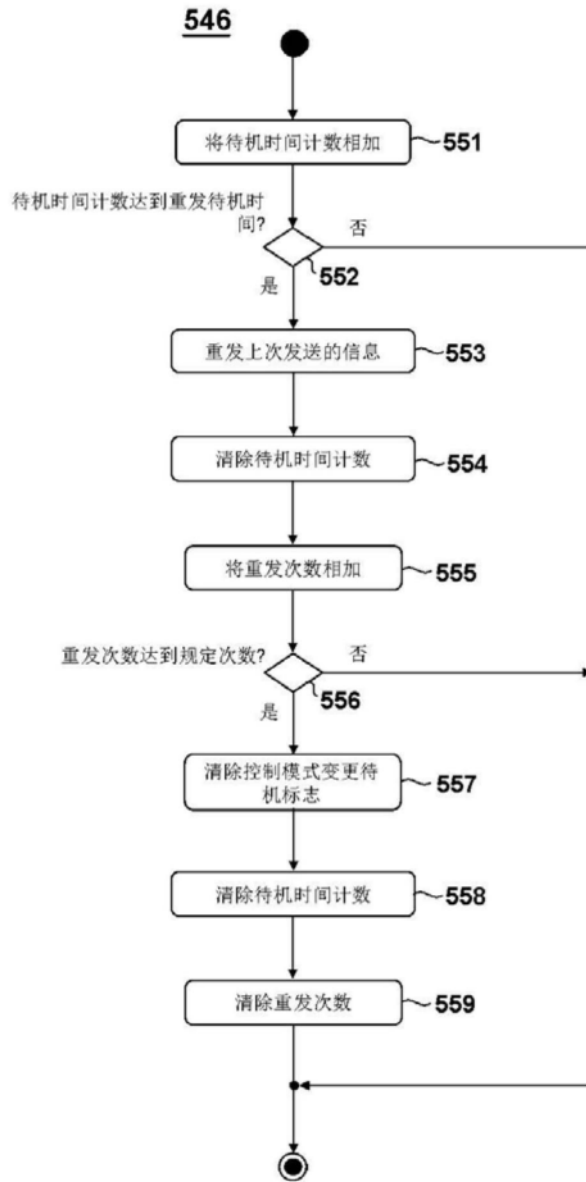 546
将待机时间计数相加
551
待机时间计数达到重发待机时
间?
否
552
是
重发上次发送的信息
553
清除待机时间计数
554
将重发次数相加
555
重发次数达到规定次数?
否
556
是
清除控制模式变更待
机标志
557
清除待机时间计数
558
清除重发次数
559